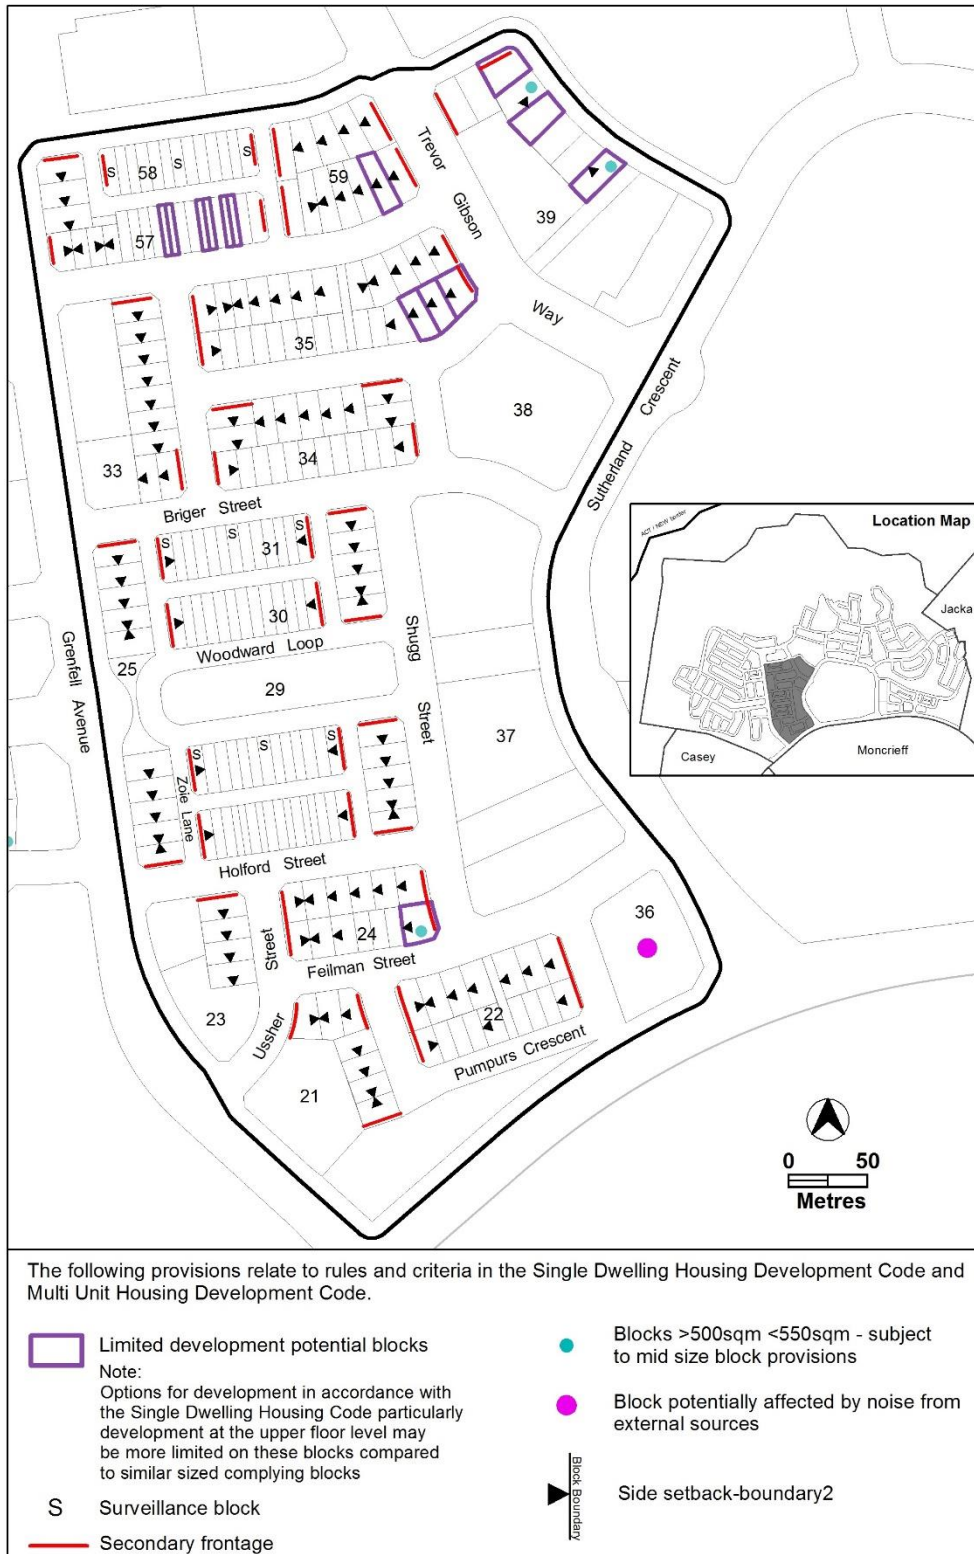 58
S
S
S
59
57
Trevor
Gibson
Way
39
35
38
33
34
Briger Street
Sutherland
Crescent
S
S
S
31
30
Woodward Loop
25
29
Grenfell Avenue
Shugg
Street
37
S
S
S
Zoie Lane
Holford Street
24
Feilman Street
Street
Ussher
23
22
21
Pumpurs Crescent
36
Location Map
ACT / NSW border
Jacka
Casey
Moncrieff
0 50
Metres
The following provisions relate to rules and criteria in the Single Dwelling Housing Development Code and
Multi Unit Housing Development Code.
Limited development potential blocks
Note:
Options for development in accordance with
the Single Dwelling Housing Code particularly
development at the upper floor level may
be more limited on these blocks compared
to similar sized complying blocks
S Surveillance block
Secondary frontage
Blocks >500sqm <550sqm - subject
to mid size block provisions
Block potentially affected by noise from
external sources
Block Boundary
Side setback-boundary2